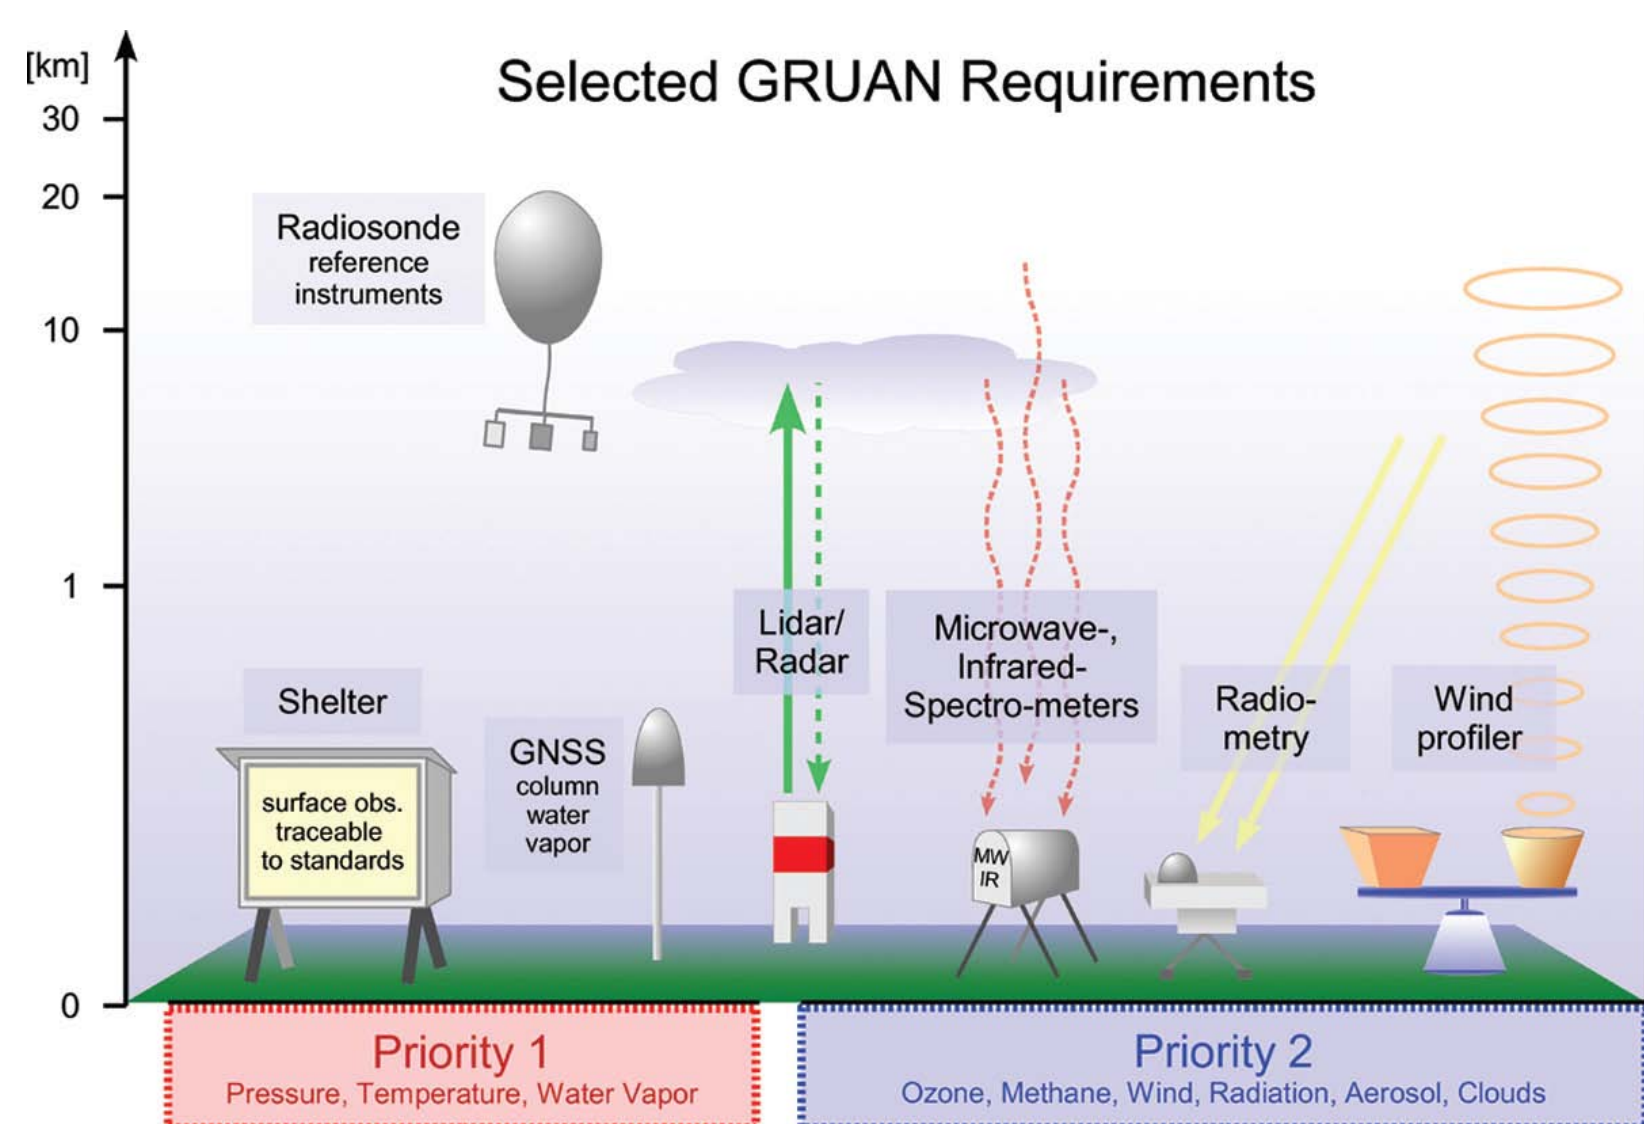 Selected GRUAN Requirements
[km]
30
20
10
1
0
Radiosonde
reference
instruments
Shelter
surface obs.
traceable
to standards
GNSS
column
water
vapor
Lidar/
Radar
Microwave-,
Infrared-
Spectro-meters
MW
IR
Radio-
metry
Wind
profiler
Priority 1
Pressure, Temperature, Water Vapor
Priority 2
Ozone, Methane, Wind, Radiation, Aerosol, Clouds